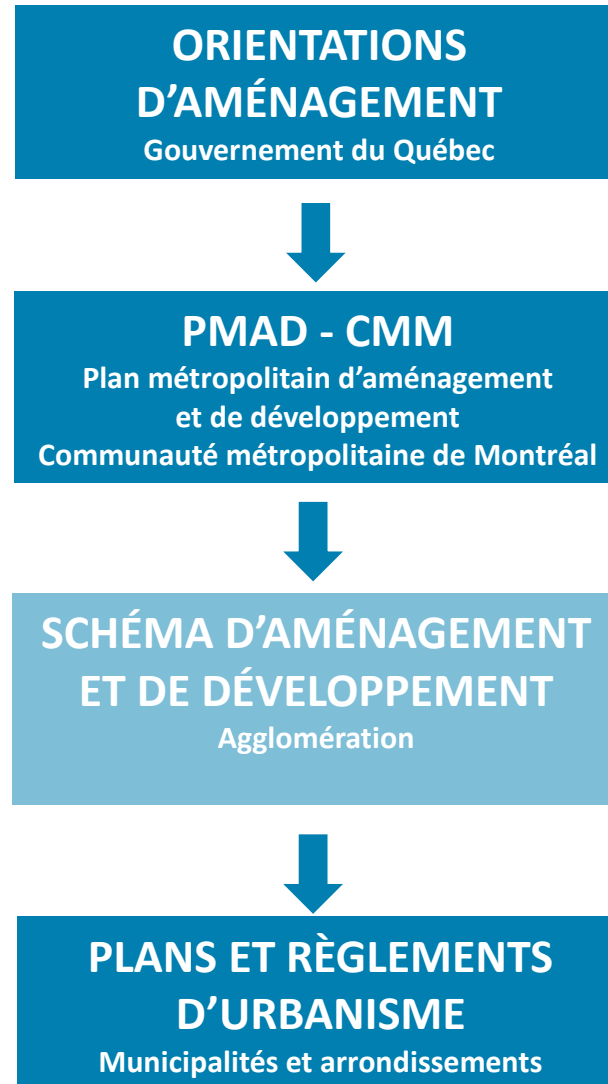 ORIENTATIONS
D’AMÉNAGEMENT
Gouvernement du Québec
PMAD - CMM
Plan métropolitain d’aménagement
et de développement
Communauté métropolitaine de Montréal
SCHÉMA D’AMÉNAGEMENT
ET DE DÉVELOPPEMENT
Agglomération
PLANS ET RÈGLEMENTS
D’URBANISME
Municipalités et arrondissements